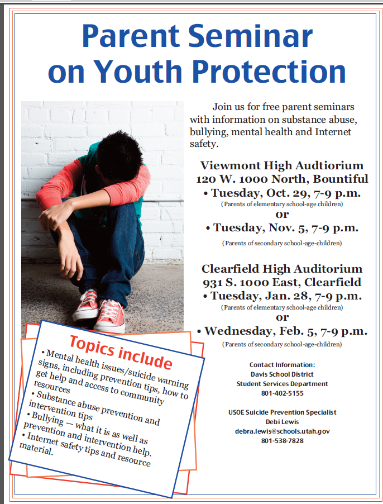 Parent Seminar
on Youth Protection
Join us for free parent seminars
with information on substance abuse,
bullying, mental health and Internet
safety.
Viewmont High Audtiorium
120 W. 1000 North, Bountiful
• Tuesday, Oct. 29, 7-9 p.m.
(Parents of elementary school-age children)
or
• Tuesday, Nov. 5, 7-9 p.m.
(Parents of secondary school-age-children)
Clearfield High Auditorium
931 S. 1000 East, Clearfield
• Tuesday, Jan. 28, 7-9 p.m.
(Parents of elementary school-age children)
or
• Wednesday, Feb. 5, 7-9 p.m.
(Parents of secondary school-age-children)
Contact Information:
Davis School District
Student Services Department
801-402-5155
USOE Suicide Prevention Specialist
Debi Lewis
debra.lewis@schools.utah.gov
801-538-7828
Topics include
• Mental health issues/suicide warning
signs, including prevention tips, how to
get help and access to community
resources
• Substance abuse prevention and
intervention tips
• Bullying — what it is as well as
prevention and intervention help.
• Internet safety tips and resource
material.